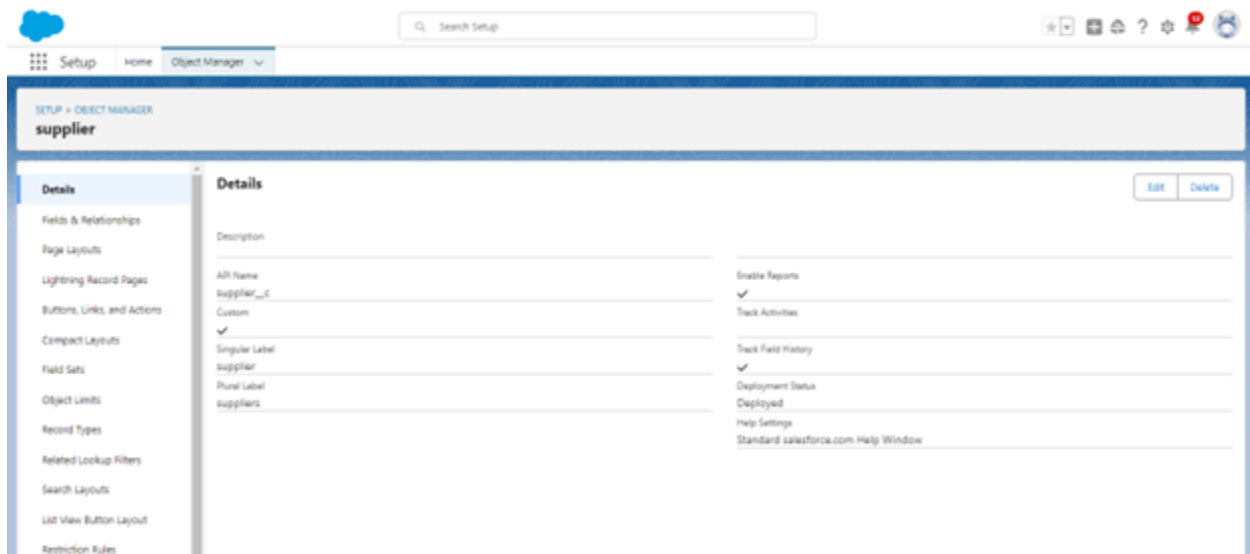 Search Setup
Setup Home Object Manager
SETUP > OBJECT MANAGER
supplier
Details
Fields & Relationships
Page Layouts
Lightning Record Pages
Buttons, Links, and Actions
Compact Layouts
Field Sets
Object Limits
Record Types
Related Lookup Filters
Search Layouts
List View Button Layout
Restriction Rules
Details
Edit Delete
Description
API Name
supplier__c
Custom
Singular Label
supplier
Plural Label
suppliers
Enable Reports
Track Activities
Track Field History
Deployment Status
Deployed
Help Settings
Standard salesforce.com Help Window